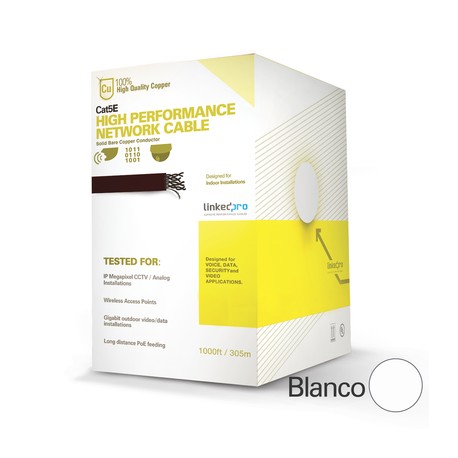 Cu
100%
High Quality Copper
Cat5E
HIGH PERFORMANCE
NETWORK CABLE
Solid Bare Copper Conductor
1011
0110
1001
Designed for
Indoor Installations
linkedpro
TESTED FOR:
IP Megapixel CCTV / Analog
Installations
Wireless Access Points
Gigabit outdoor video/data
installations
Long distance PoE feeding
Designed for
VOICE, DATA,
SECURITYand
VIDEO
APPLICATIONS.
1000ft / 305m
linkedpro
Blanco